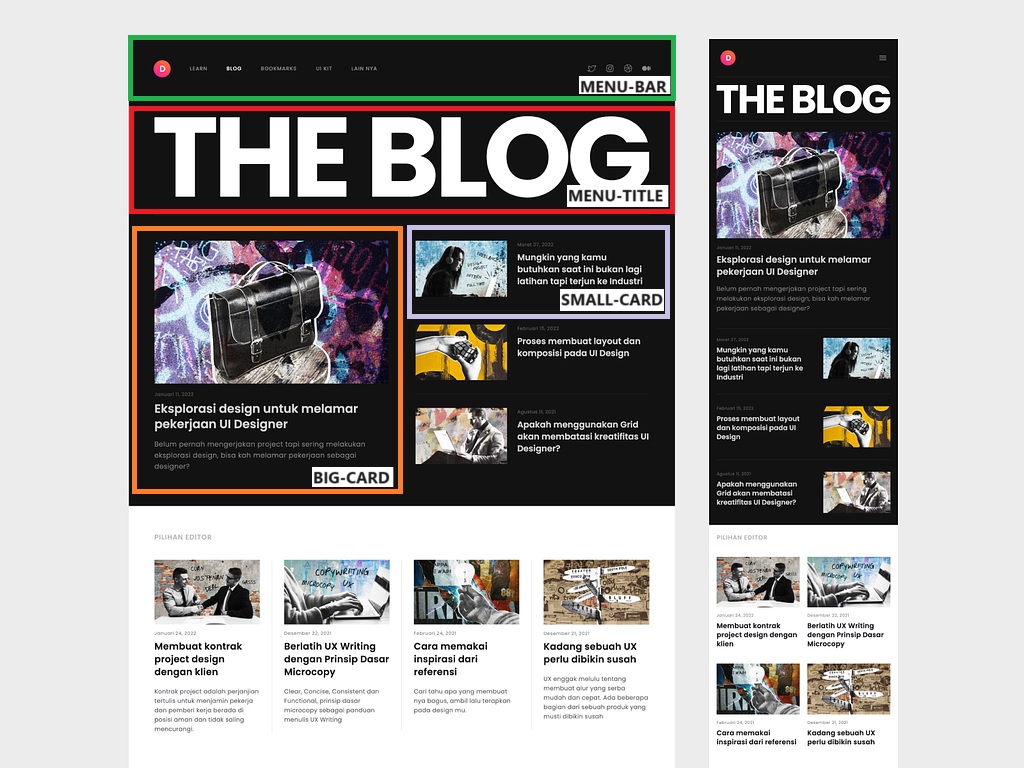 D
LEARN
BLOG
BOOKMARKS
UI KIT
LAIN NYA
MENU-BAR
THE BLOG
MENU-TITLE
Januari 11, 2022
Eksplorasi design untuk melamar
pekerjaan UI Designer
Belum pernah mengerjakan project tapi sering melakukan
eksplorasi design, bisa kah melamar pekerjaan sebagai
designer?
BIG-CARD
Maret 27, 2022
Mungkin yang kamu
butuhkan saat ini bukan lagi
latihan tapi terjun ke Industri
SMALL-CARD
Februari 15, 2022
Proses membuat layout dan
komposisi pada UI Design
Agustus 11, 2021
Apakah menggunakan Grid
akan membatasi kreatifitas UI
Designer?
PILIHAN EDITOR
Januari 24, 2022
Membuat kontrak
project design
dengan klien
Kontrak project adalah perjanjian
tertulis untuk menjamin pekerja
dan pemberi kerja berada di
posisi aman dan tidak saling
mencurangi.
COPYWRITING
MICROCOPY UX
Desember 22, 2021
Berlatih UX Writing
dengan Prinsip Dasar
Microcopy
Clear, Concise, Consistent dan
Functional, prinsip dasar
microcopy sebagai panduan
menulis UX Writing
Februari 24, 2021
Cara memakai
inspirasi dari
referensi
Cari tahu apa yang membuat
nya bagus, ambil lalu terapkan
pada design mu.
Desember 21, 2021
Kadang sebuah UX
perlu dibikin susah
UX enggak melulu tentang
membuat alur yang serba
mudah dan cepat. Ada beberapa
bagian dari sebuah produk yang
musti dibikin susah
D
THE BLOG
Januari 11, 2022
Eksplorasi design untuk melamar
pekerjaan UI Designer
Belum pernah mengerjakan project tapi sering
melakukan eksplorasi design, bisa kah melamar
pekerjaan sebagai designer?
Maret 27, 2022
Mungkin yang kamu
butuhkan saat ini bukan
lagi latihan tapi terjun ke
Industri
Februari 15, 2022
Proses membuat layout
dan komposisi pada UI
Design
Agustus 11, 2021
Apakah menggunakan
Grid akan membatasi
kreatifitas UI Designer?
PILIHAN EDITOR
Januari 24, 2022
Membuat kontrak
project design dengan
klien
COPYWRITING
MICROCOPY UX
Desember 22, 2021
Berlatih UX Writing
dengan Prinsip Dasar
Microcopy
Februari 24, 2021
Cara memakai
inspirasi dari referensi
Desember 21, 2021
Kadang sebuah UX
perlu dibikin susah